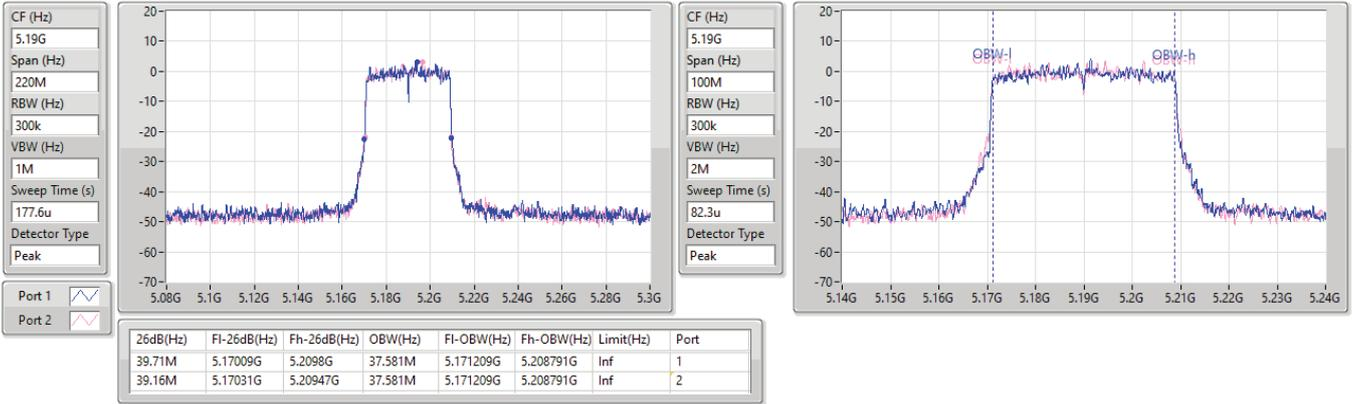 CF (Hz)
5.19G
Span (Hz)
220M
RBW (Hz)
300k
VBW (Hz)
1M
Sweep Time (s)
177.6u
Detector Type
Peak
Port 1
Port 2
20
10
0
-10
-20
-30
-40
-50
-60
-70
5.08G 5.1G 5.12G 5.14G 5.16G 5.18G 5.2G 5.22G 5.24G 5.26G 5.28G 5.3G
CF (Hz)
5.19G
Span (Hz)
100M
RBW (Hz)
300k
VBW (Hz)
2M
Sweep Time (s)
82.3u
Detector Type
Peak
20
10
0
-10
-20
-30
-40
-50
-60
-70
OBW-l OBW-h
5.14G 5.15G 5.16G 5.17G 5.18G 5.19G 5.2G 5.21G 5.22G 5.23G 5.24G
26dB(Hz) Fl-26dB(Hz) Fh-26dB(Hz) OBW(Hz) Fl-OBW(Hz) Fh-OBW(Hz) Limit(Hz) Port
39.71M 5.17009G 5.2098G 37.581M 5.171209G 5.208791G Inf 1
39.16M 5.17031G 5.20947G 37.581M 5.171209G 5.208791G Inf 2